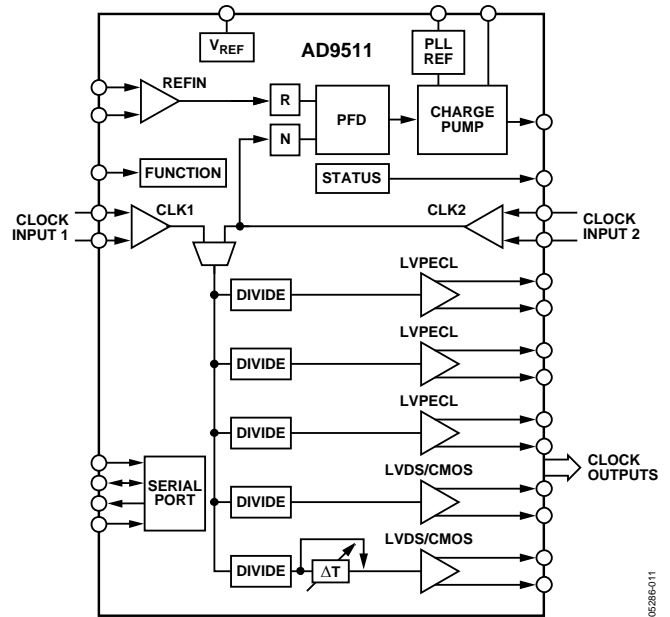 VREF
AD9511
PLL
REF
REFIN
R
PFD
CHARGE
PUMP
N
FUNCTION
STATUS
CLOCK
INPUT 1
CLK1
CLK2
CLOCK
INPUT 2
LVPECL
DIVIDE
LVPECL
DIVIDE
LVPECL
DIVIDE
SERIAL
PORT
LVDS/CMOS
DIVIDE
CLOCK
OUTPUTS
LVDS/CMOS
DIVIDE
ΔT
05286-011